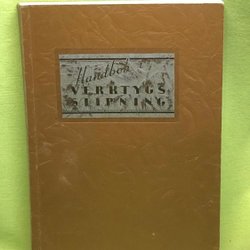 Handbok i
VERKTYGS-
SLIPNING